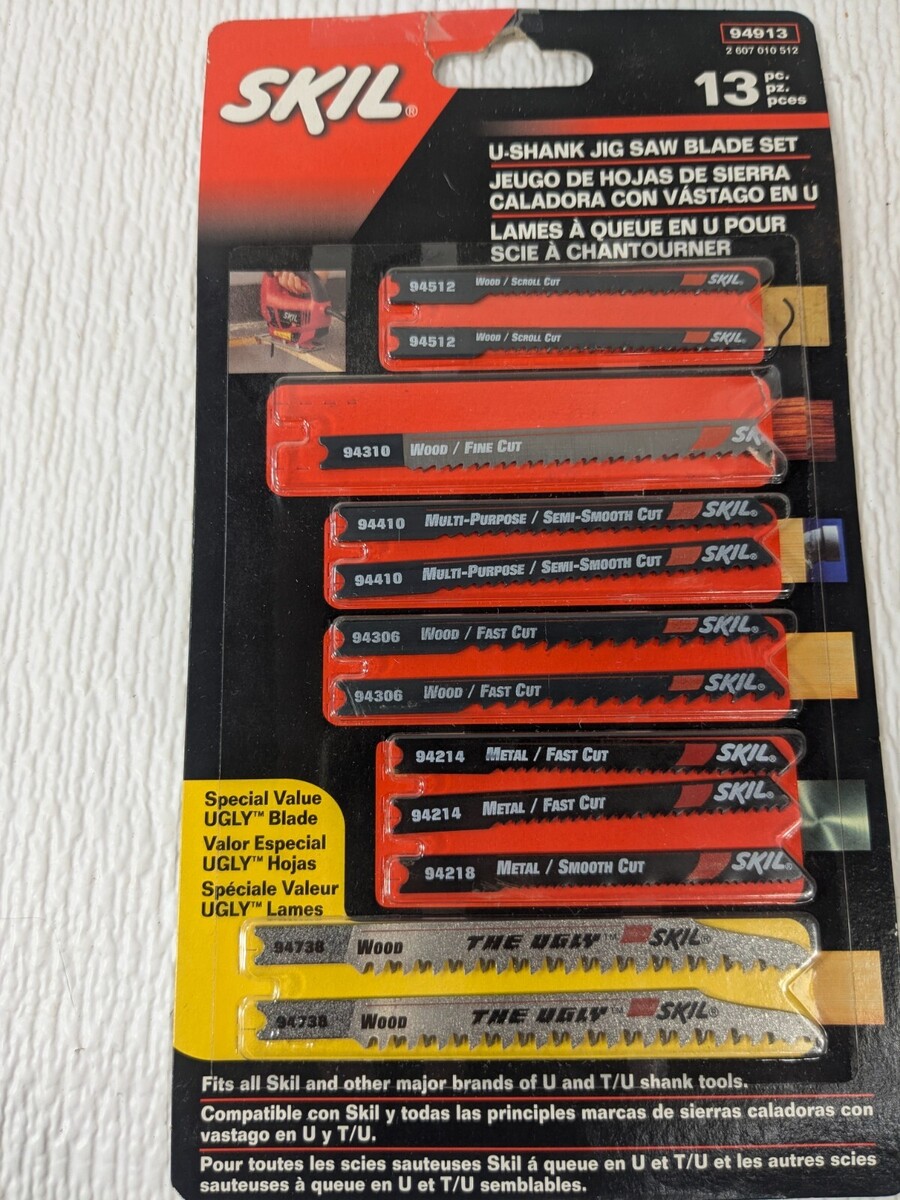 SKIL®
94913
2 607 010 512
13 pc.
pz.
pces
U-SHANK JIG SAW BLADE SET
JEUGO DE HOJAS DE SIERRA
CALADORA CON VÁSTAGO EN U
LAMES À QUEUE EN U POUR
SCIE À CHANTOURNER
SKIL
94512 WOOD / SCROLL CUT SKIL®
94512 WOOD / SCROLL CUT SKIL®
94310 WOOD / FINE CUT SK
94410 MULTI-PURPOSE / SEMI-SMOOTH CUT SKIL®
94410 MULTI-PURPOSE / SEMI-SMOOTH CUT SKIL®
94306 WOOD / FAST CUT SKIL®
94306 WOOD / FAST CUT SKIL®
94214 METAL / FAST CUT SKIL®
94214 METAL / FAST CUT SKIL®
94218 METAL / SMOOTH CUT SKIL®
Special Value
UGLY™ Blade
Valor Especial
UGLY™ Hojas
Spéciale Valeur
UGLY™ Lames
94738 WOOD THE UGLY™ SKIL®
94738 WOOD THE UGLY™ SKIL®
Fits all Skil and other major brands of U and T/U shank tools.
Compatible con Skil y todas las principles marcas de sierras caladoras con
vastago en U y T/U.
Pour toutes les scies sauteuses Skil á queue en U et T/U et les autres scies
sauteuses à queue en U et T/U semblables.